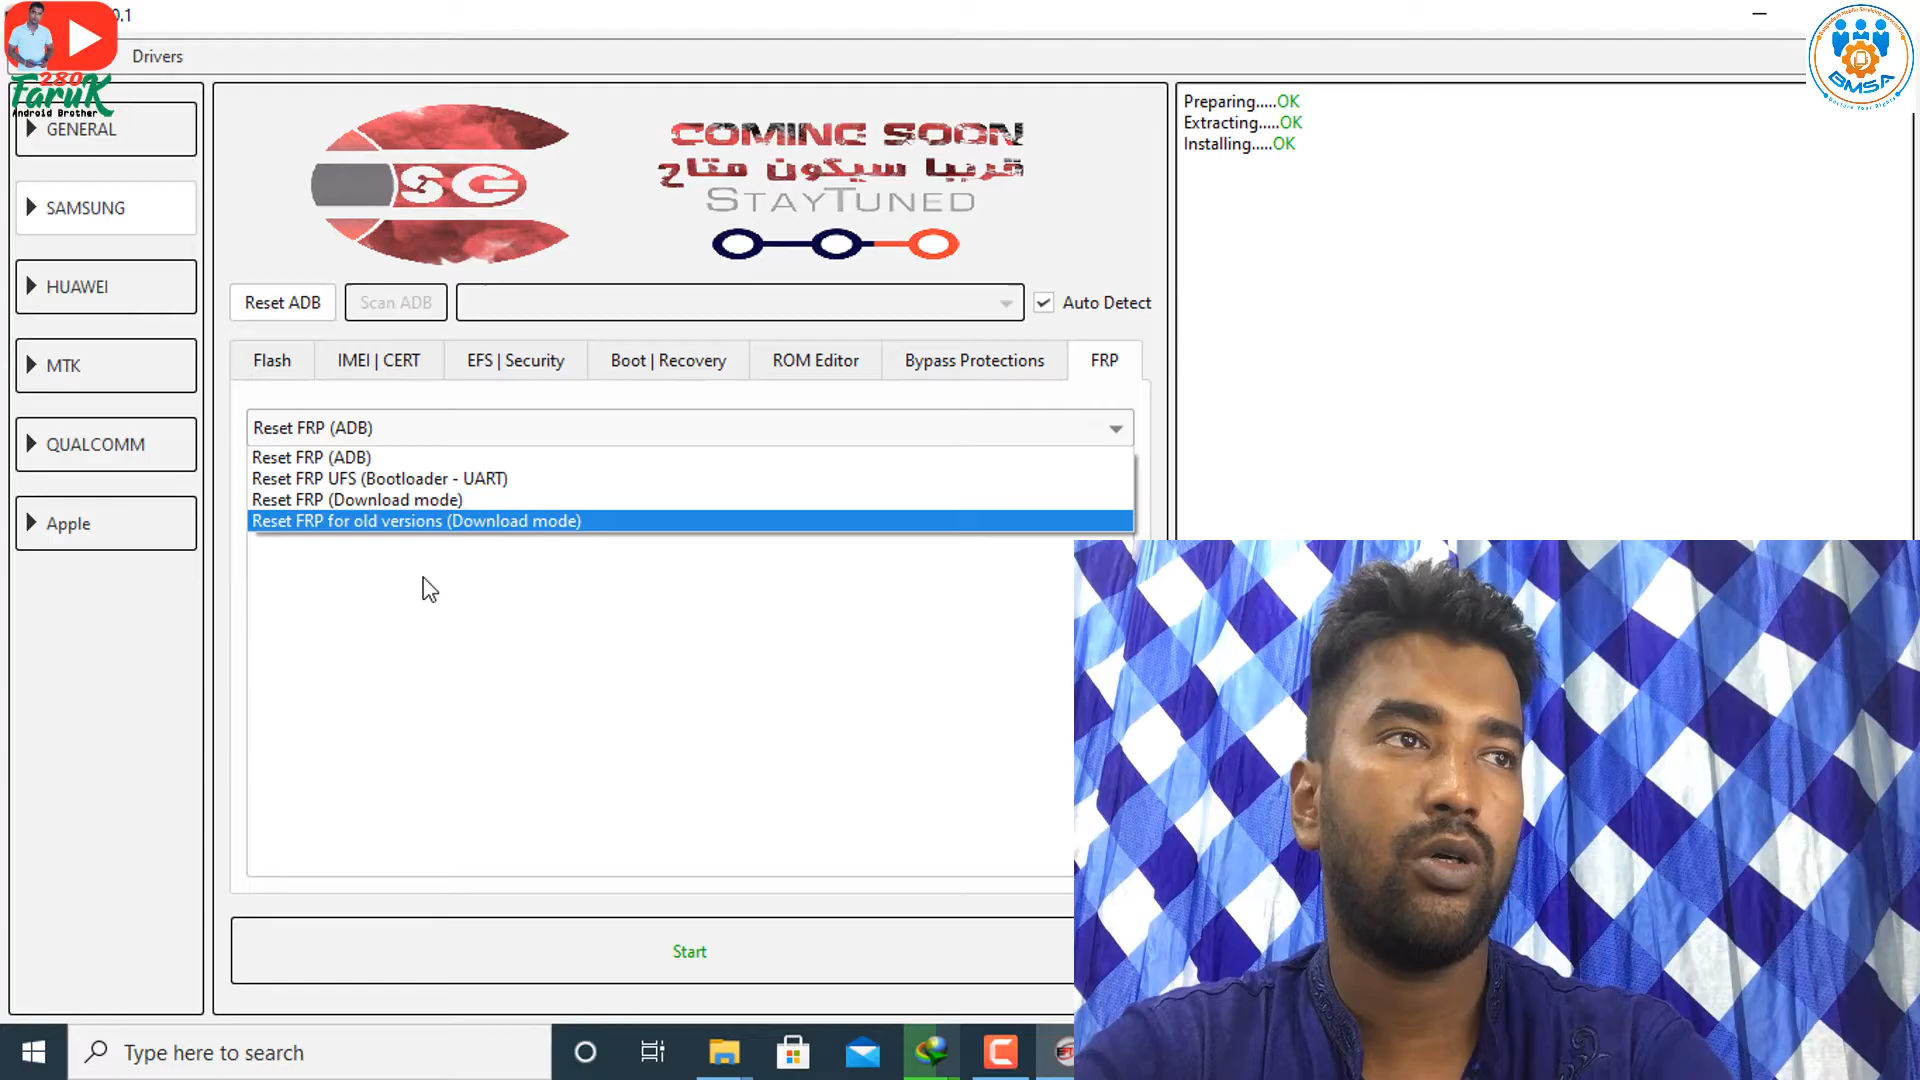 0.1
Drivers
280
FaruK
Android Brother
BMSA
GENERAL
SAMSUNG
HUAWEI
MTK
QUALCOMM
Apple
SG
COMING SOON
قريبا سيكون متاح
STAYTUNED
Reset ADB
Scan ADB
Auto Detect
Flash
IMEI | CERT
EFS | Security
Boot | Recovery
ROM Editor
Bypass Protections
FRP
Reset FRP (ADB)
Reset FRP (ADB)
Reset FRP UFS (Bootloader - UART)
Reset FRP (Download mode)
Reset FRP for old versions (Download mode)
Start
Preparing.....OK
Extracting.....OK
Installing.....OK
Type here to search